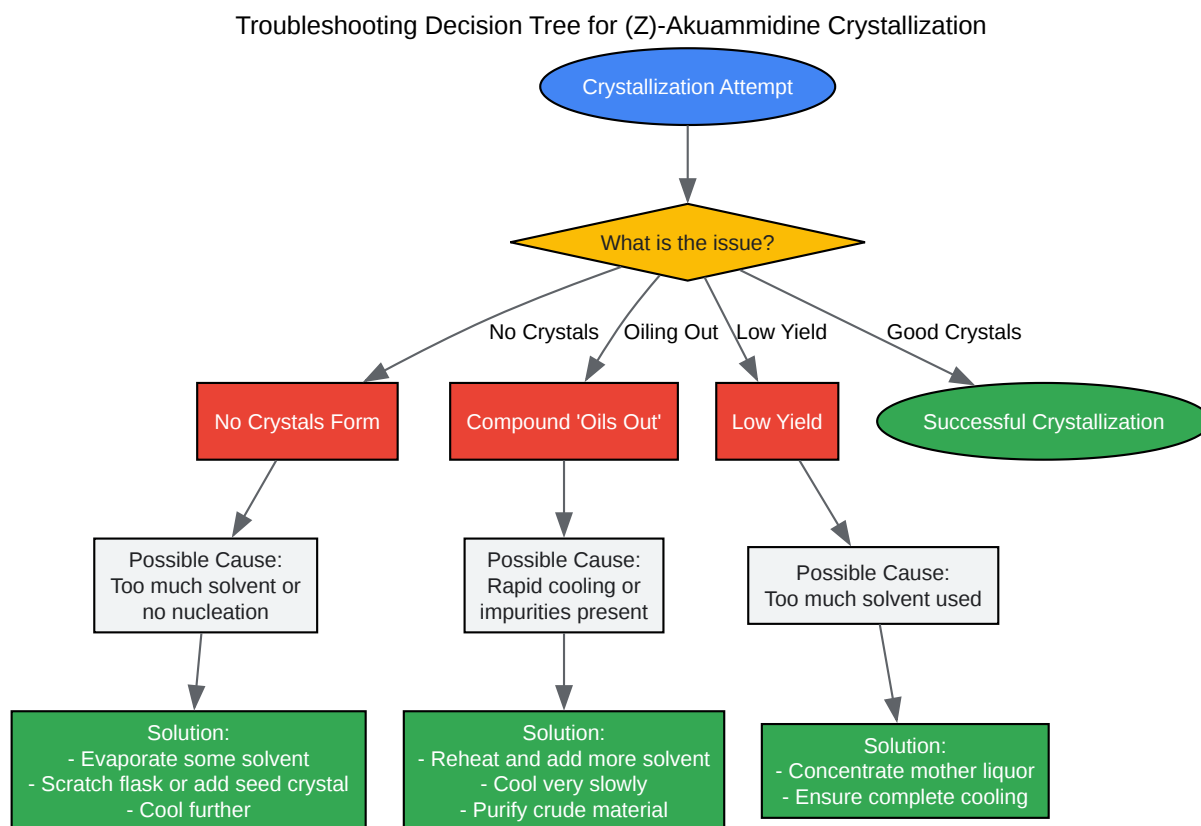 Troubleshooting Decision Tree for (Z)-Akuammidine Crystallization
Crystallization Attempt
What is the issue?
No Crystals
Oiling Out
Low Yield
Good Crystals
No Crystals Form
Compound 'Oils Out'
Low Yield
Successful Crystallization
Possible Cause:
Too much solvent or
no nucleation
Possible Cause:
Rapid cooling or
impurities present
Possible Cause:
Too much solvent used
Solution:
- Evaporate some solvent
- Scratch flask or add seed crystal
- Cool further
Solution:
- Reheat and add more solvent
- Cool very slowly
- Purify crude material
Solution:
- Concentrate mother liquor
- Ensure complete cooling